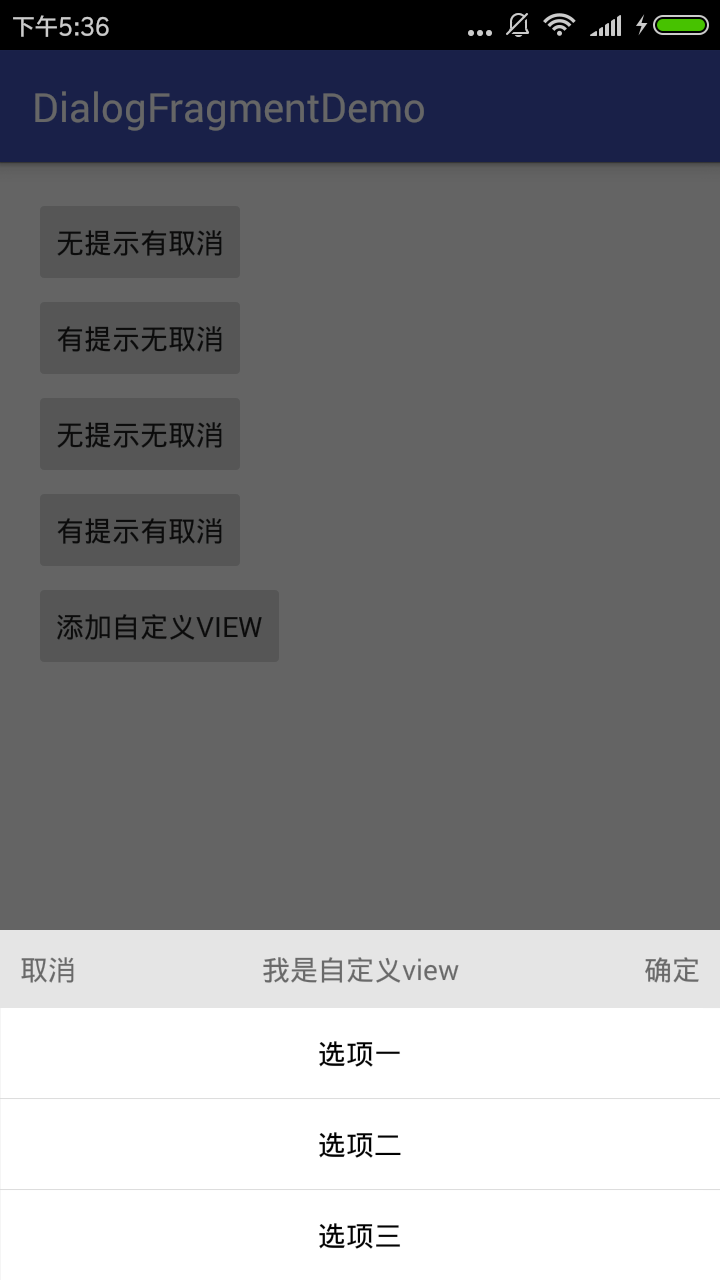 下午5:36
DialogFragmentDemo
无提示有取消
有提示无取消
无提示无取消
有提示有取消
添加自定义VIEW
取消 我是自定义view 确定
选项一
选项二
选项三